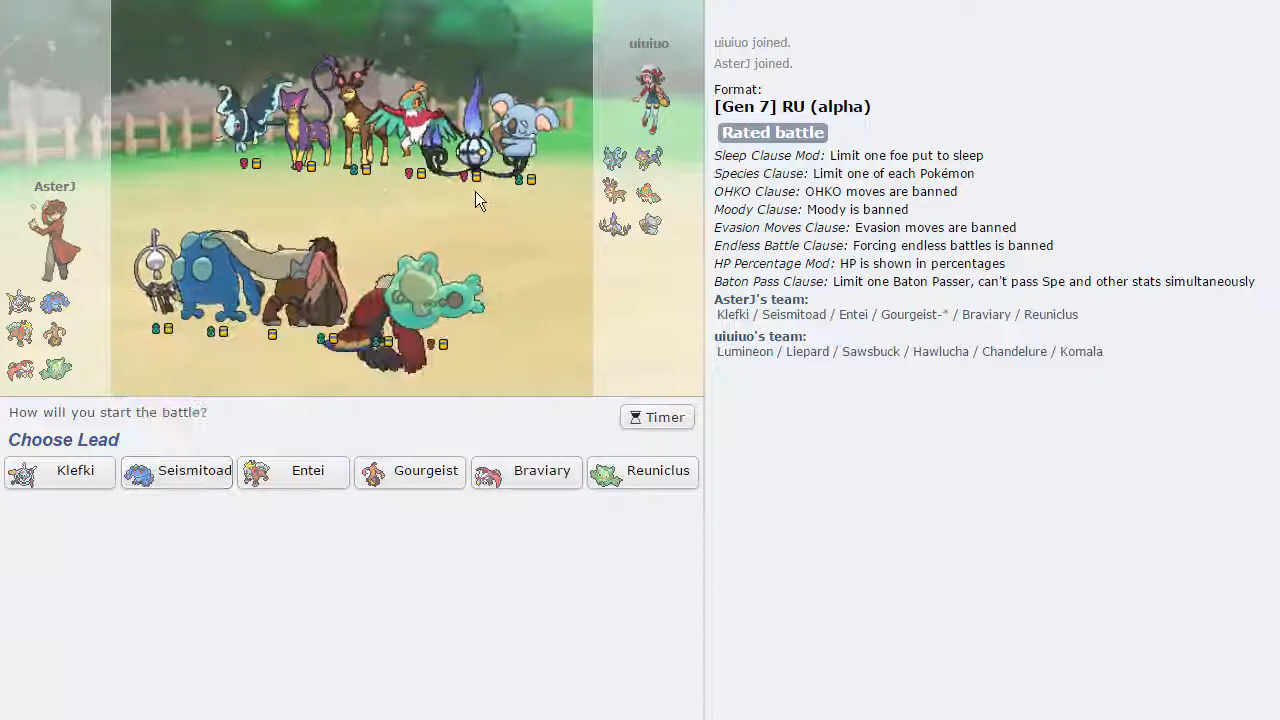 uiuiuo
AsterJ
How will you start the battle?
Timer
Choose Lead
Klefki
Seismitoad
Entei
Gourgeist
Braviary
Reuniclus
uiuiuo joined.
AsterJ joined.
Format:
[Gen 7] RU (alpha)
Rated battle
Sleep Clause Mod: Limit one foe put to sleep
Species Clause: Limit one of each Pokémon
OHKO Clause: OHKO moves are banned
Moody Clause: Moody is banned
Evasion Moves Clause: Evasion moves are banned
Endless Battle Clause: Forcing endless battles is banned
HP Percentage Mod: HP is shown in percentages
Baton Pass Clause: Limit one Baton Passer, can't pass Spe and other stats simultaneously
AsterJ's team:
Klefki / Seismitoad / Entei / Gourgeist-* / Braviary / Reuniclus
uiuiuo's team:
Lumineon / Liepard / Sawsbuck / Hawlucha / Chandelure / Komala